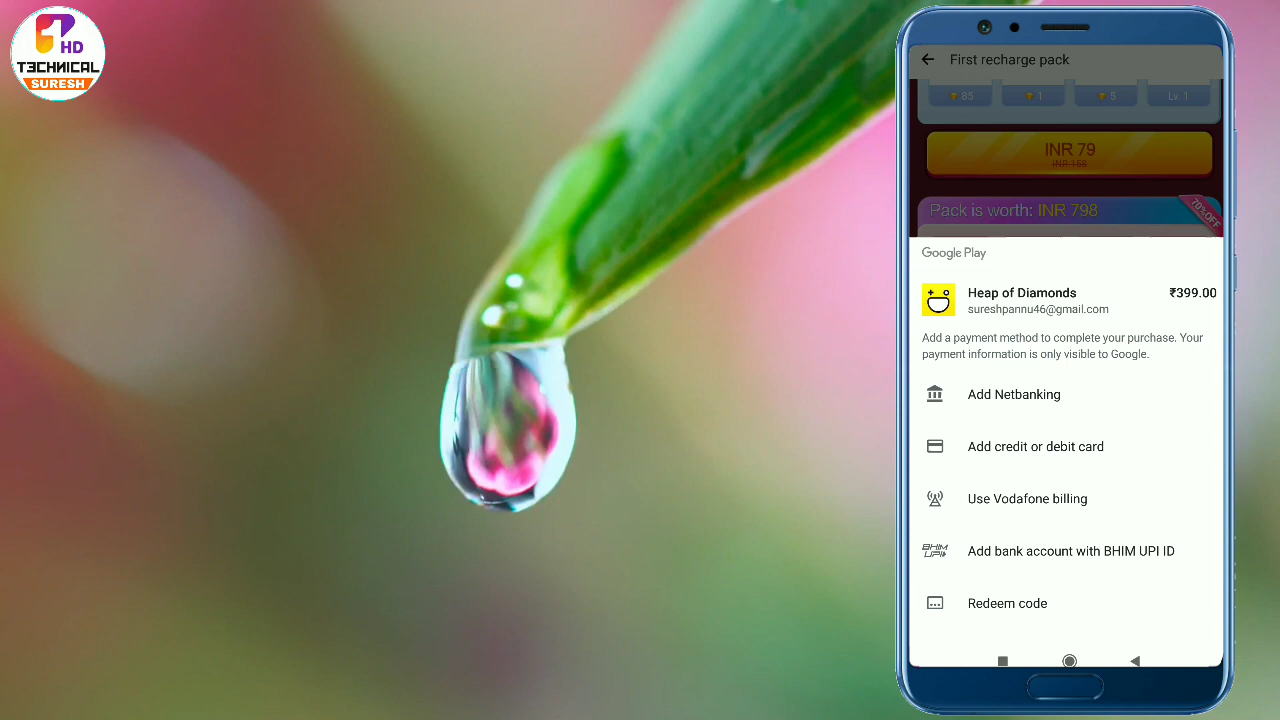 HD
T3CHNICAL
SURESH
First recharge pack
85
1
5
Lv. 1
INR 79
INR 158
Pack is worth: INR 798
70%OFF
Google Play
Heap of Diamonds
₹399.00
sureshpannu46@gmail.com
Add a payment method to complete your purchase. Your
payment information is only visible to Google.
Add Netbanking
Add credit or debit card
Use Vodafone billing
BHIM
UPI
Add bank account with BHIM UPI ID
Redeem code